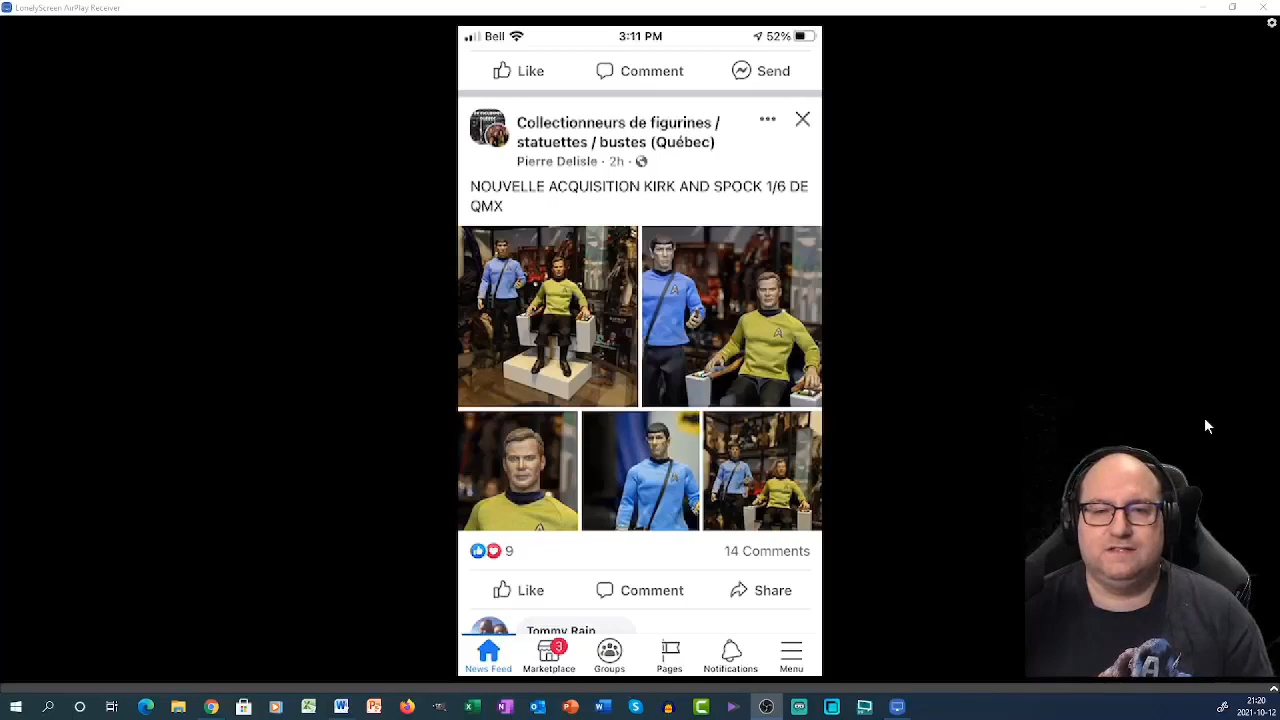 LonelyScreen AirPlay Receiver
Bell 3:11 PM 52%
Like Comment Send
Collectionneurs de figurines /
statuettes / bustes (Québec)
Pierre Delisle · 2h ·
NOUVELLE ACQUISITION KIRK AND SPOCK 1/6 DE
QMX
9 14 Comments
Like Comment Share
Tommy Rain
3
News Feed Marketplace Groups Pages Notifications Menu
21:20
2021-10-12